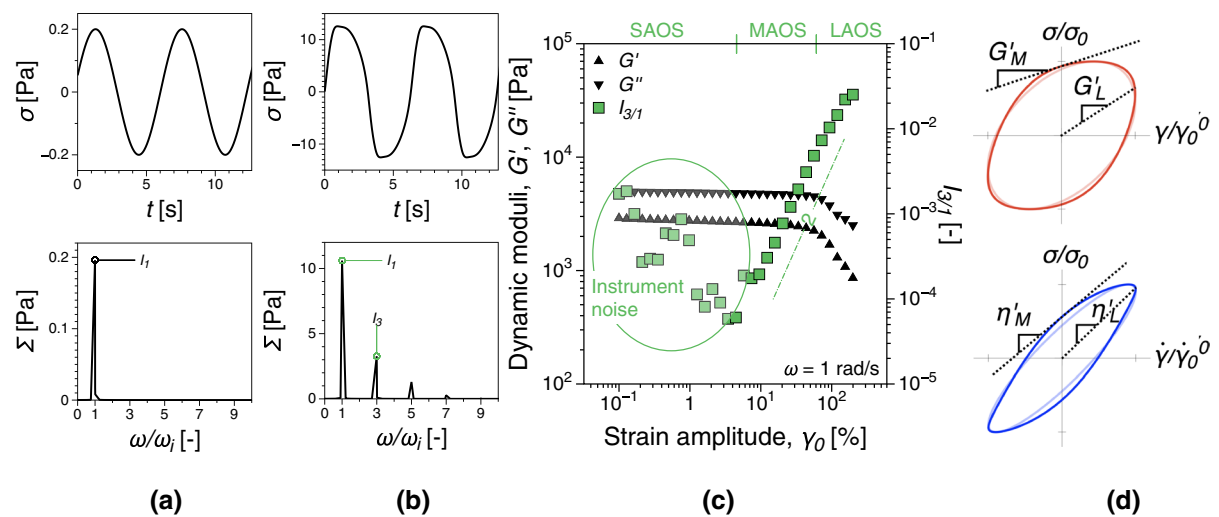 σ [Pa]
0.2
0
−0.2
0
5
10
t [s]
Σ [Pa]
0.2
0.1
0
I1
1
3
5
7
9
ω/ωi [-]
(a)
σ [Pa]
10
0
−10
0
5
10
t [s]
Σ [Pa]
10
5
0
I1
I3
1
3
5
7
9
ω/ωi [-]
(b)
SAOS
MAOS
LAOS
Dynamic moduli, G', G'' [Pa]
10^5
10^4
10^3
10^2
G'
G''
I3/1
2
Instrument
noise
ω = 1 rad/s
10^-1
10^-2
10^-3
10^-4
10^-5
I3/1
[-]
10^-1
1
10^1
10^2
Strain amplitude, γ0 [%]
(c)
σ/σ0
G'M
G'L
γ/γ0
σ/σ0
η'M
η'L
γ̇/γ̇0
(d)